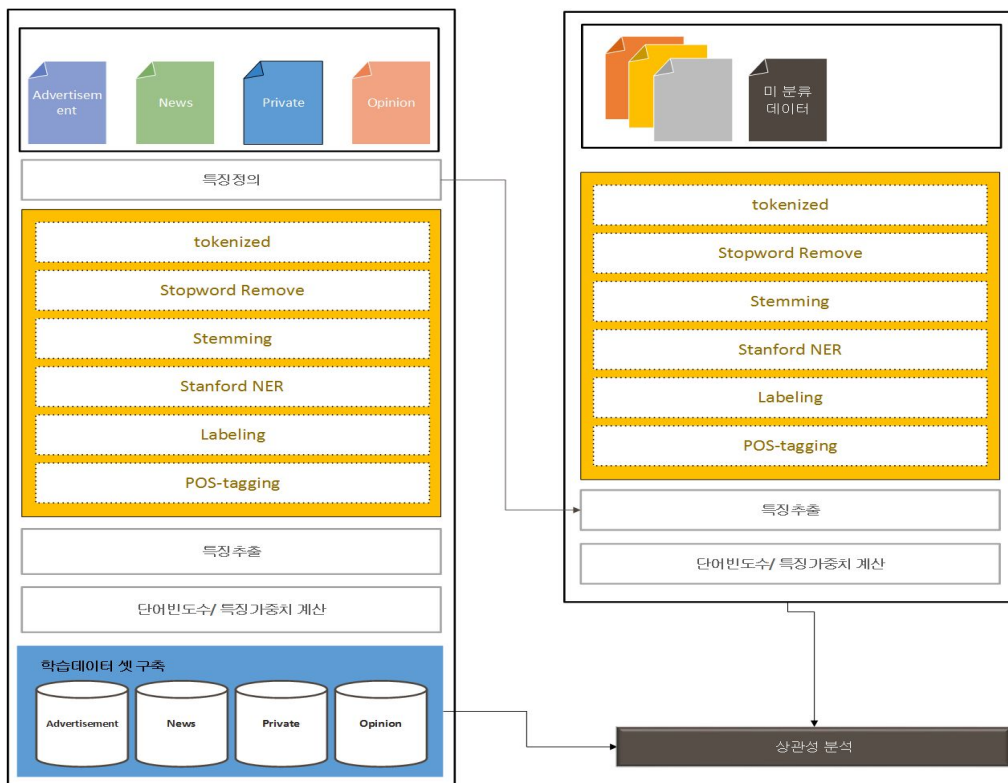 Advertisem
ent
News
Private
Opinion
특징정의
tokenized
Stopword Remove
Stemming
Stanford NER
Labeling
POS-tagging
특징추출
단어빈도수/ 특징가중치 계산
학습데이터 셋 구축
Advertisement
News
Private
Opinion
미 분류
데이터
tokenized
Stopword Remove
Stemming
Stanford NER
Labeling
POS-tagging
특징추출
단어빈도수/ 특징가중치 계산
상관성 분석